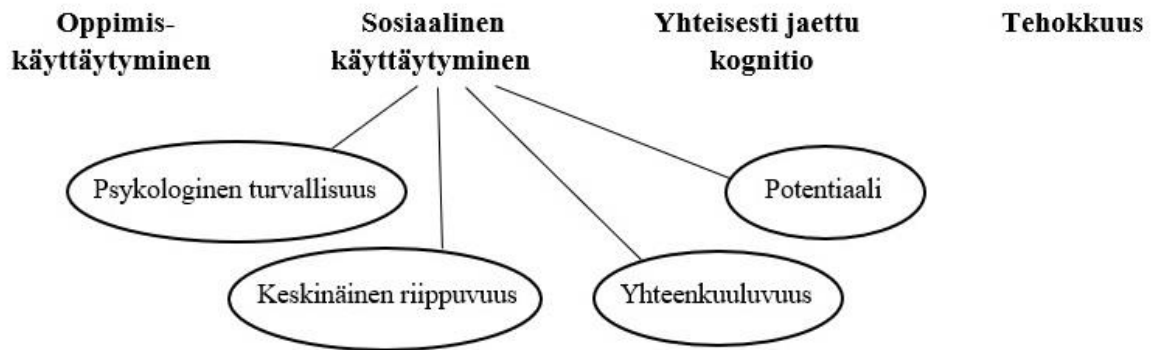 Oppimis-
käyttäytyminen
Sosiaalinen
käyttäytyminen
Yhteisesti jaettu
kognitio
Tehokkuus
Psykologinen turvallisuus
Potentiaali
Keskinäinen riippuvuus
Yhteenkuuluvuus